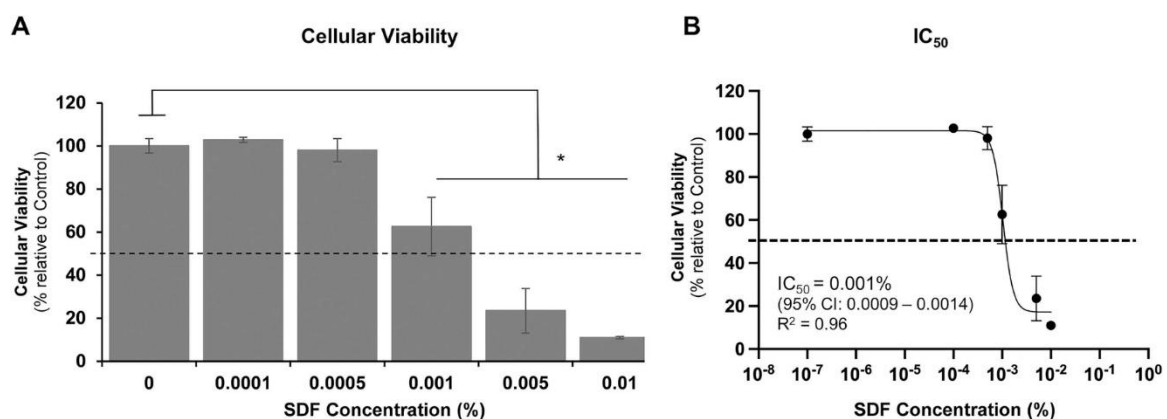 A
Cellular Viability
Cellular Viability
(% relative to Control)
120
100
80
60
40
20
0
*
0 0.0001 0.0005 0.001 0.005 0.01
SDF Concentration (%)
B
IC₅₀
Cellular Viability
(% relative to Control)
120
100
80
60
40
20
0
IC₅₀ = 0.001%
(95% CI: 0.0009 – 0.0014)
R² = 0.96
10⁻⁸ 10⁻⁷ 10⁻⁶ 10⁻⁵ 10⁻⁴ 10⁻³ 10⁻² 10⁻¹ 10⁰
SDF Concentration (%)